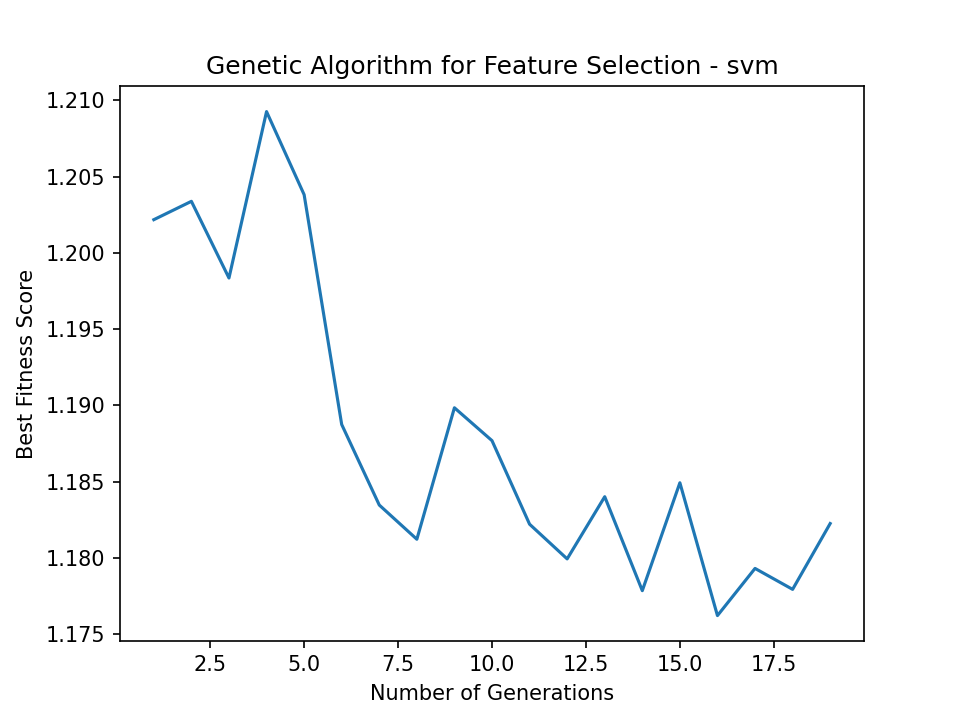 Genetic Algorithm for Feature Selection - svm
1.210
1.205
1.200
1.195
1.190
1.185
1.180
1.175
Best Fitness Score
2.5 5.0 7.5 10.0 12.5 15.0 17.5
Number of Generations